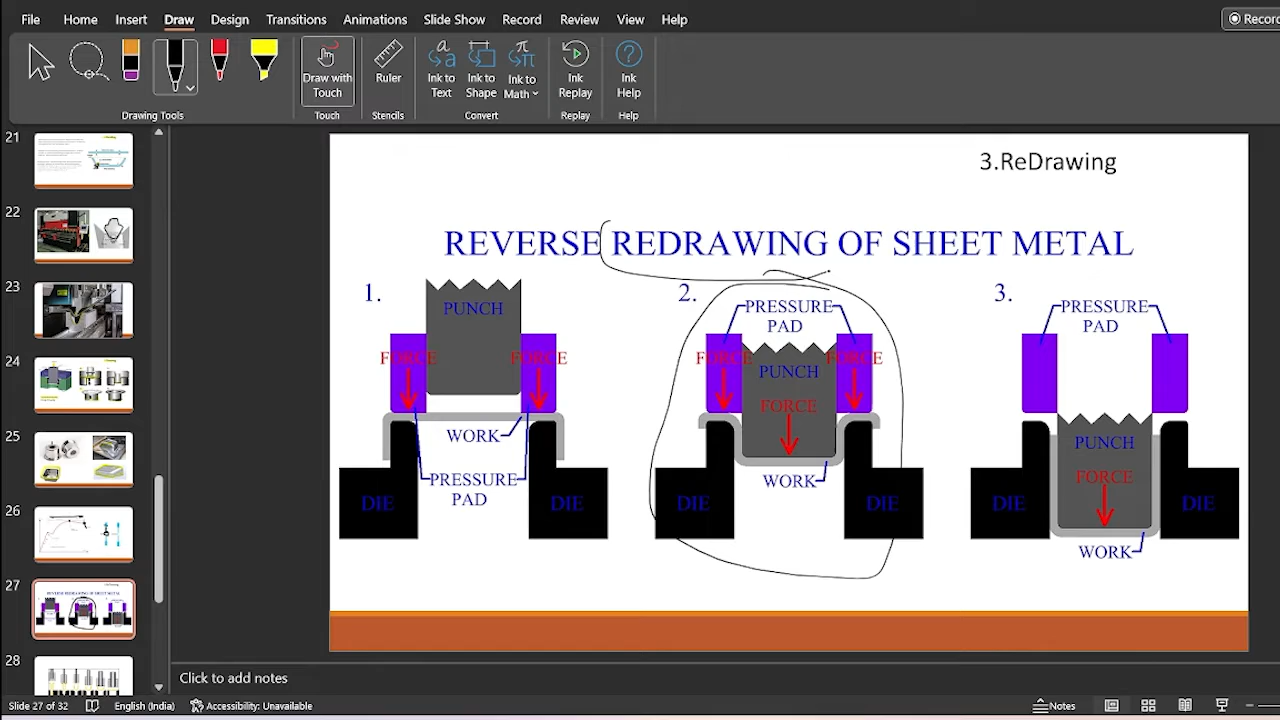 File Home Insert Draw Design Transitions Animations Slide Show Record Review View Help Record
Draw with Touch
Ruler
Ink to Text
Ink to Shape
Ink to Math
Ink Replay
Ink Help
Drawing Tools Touch Stencils Convert Replay Help
21
22
23
24
25
26
27
28
3.ReDrawing
REVERSE REDRAWING OF SHEET METAL
1.
PUNCH
FORCE FORCE
WORK
PRESSURE
PAD
DIE DIE
2.
PRESSURE
PAD
FORCE FORCE
PUNCH
FORCE
WORK
DIE DIE
3.
PRESSURE
PAD
PUNCH
FORCE
DIE DIE
WORK
Click to add notes
Slide 27 of 32 English (India) Accessibility: Unavailable Notes